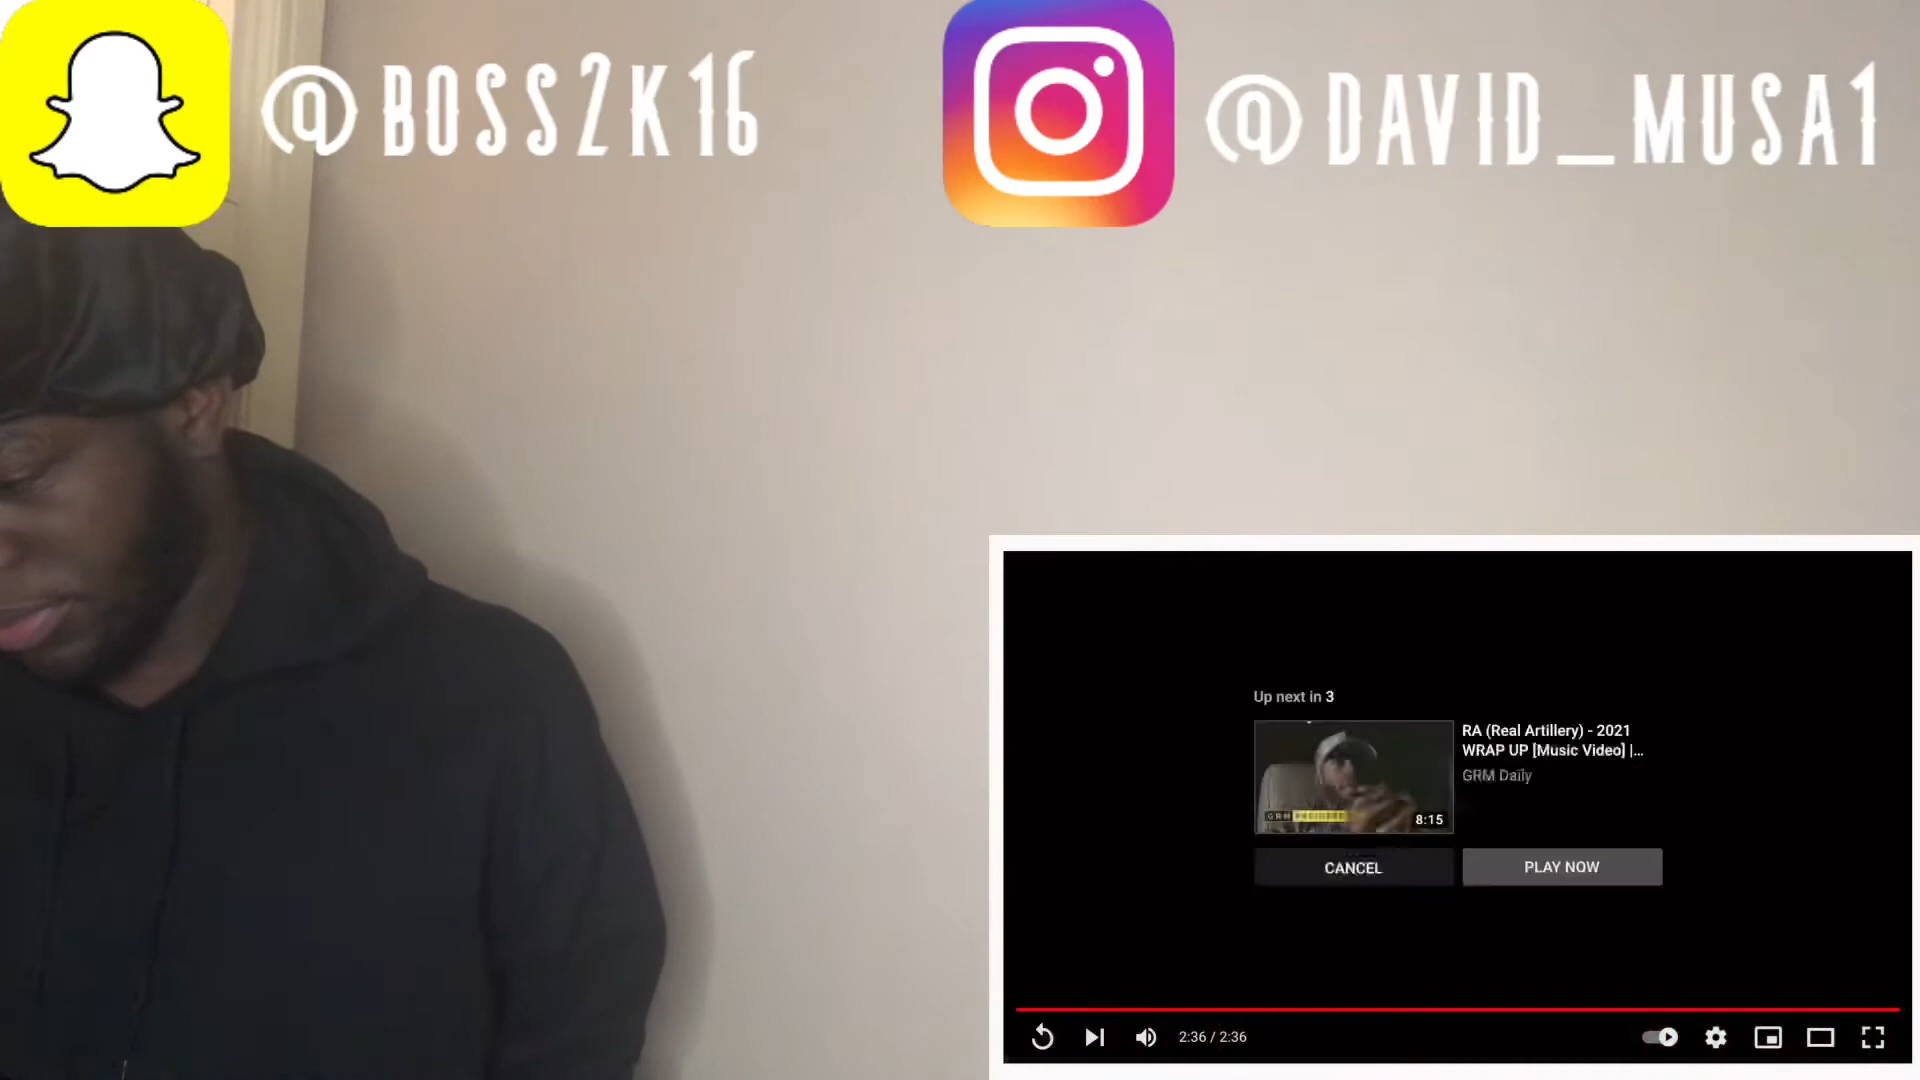 @BOSS2K16
@DAVID_MUSA1
Up next in 3
RA (Real Artillery) - 2021
WRAP UP [Music Video] |...
GRM Daily
GRM
8:15
CANCEL
PLAY NOW
2:36 / 2:36